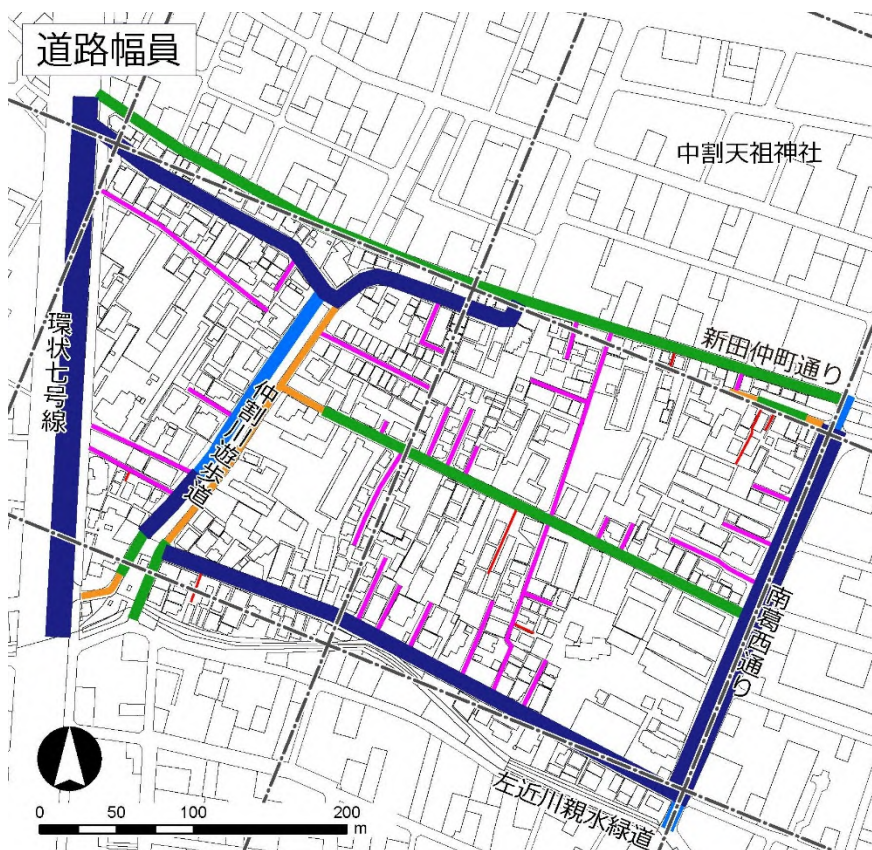 道路幅員
中割天祖神社
環状七号線
新田仲町通り
仲割川遊歩道
南葛西通り
左近川親水緑道
0 50 100 200
m